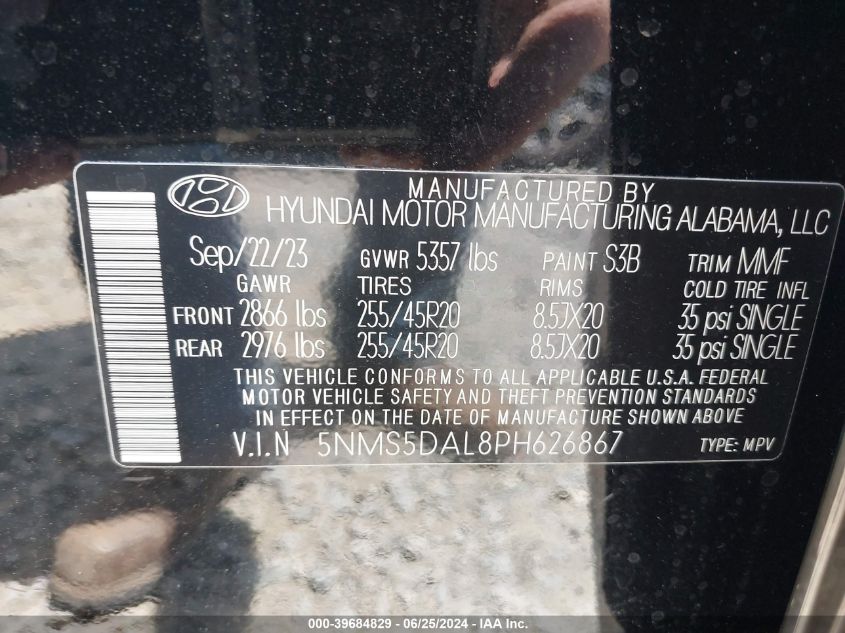 MANUFACTURED BY
HYUNDAI MOTOR MANUFACTURING ALABAMA, LLC
Sep/22/23 GVWR 5357 lbs PAINT S3B TRIM MMF
GAWR TIRES RIMS COLD TIRE INFL
FRONT 2866 lbs 255/45R20 8.5JX20 35 psi SINGLE
REAR 2976 lbs 255/45R20 8.5JX20 35 psi SINGLE
THIS VEHICLE CONFORMS TO ALL APPLICABLE U.S.A. FEDERAL
MOTOR VEHICLE SAFETY AND THEFT PREVENTION STANDARDS
IN EFFECT ON THE DATE OF MANUFACTURE SHOWN ABOVE
V.I.N 5NMS5DAL8PH626867 TYPE: MPV
000-39684829 - 06/25/2024 - IAA Inc.